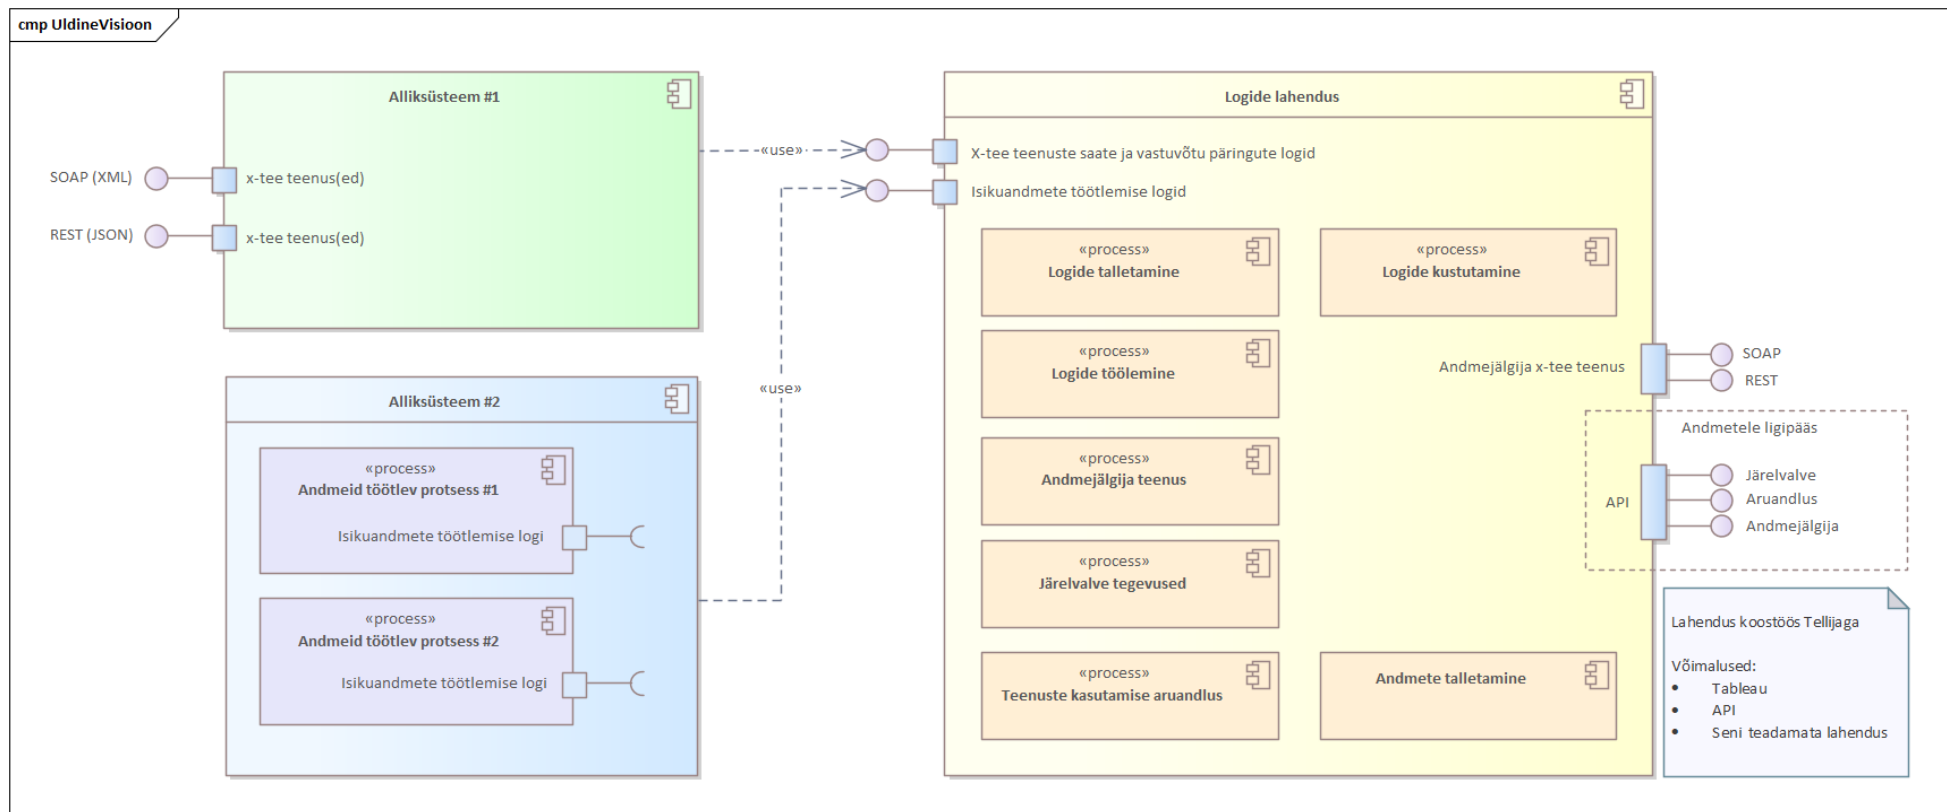 cmp UldineVisioon
Alliksüsteem #1
SOAP (XML)
x-tee teenus(ed)
REST (JSON)
x-tee teenus(ed)
«use»
Alliksüsteem #2
«process»
Andmeid töötlev protsess #1
Isikuandmete töötlemise logi
«process»
Andmeid töötlev protsess #2
Isikuandmete töötlemise logi
«use»
Logide lahendus
X-tee teenuste saate ja vastuvõtu päringute logid
Isikuandmete töötlemise logid
«process»
Logide talletamine
«process»
Logide kustutamine
«process»
Logide töölemine
Andmejälgija x-tee teenus
SOAP
REST
«process»
Andmejälgija teenus
Andmetele ligipääs
API
Järelvalve
Aruandlus
Andmejälgija
«process»
Järelvalve tegevused
«process»
Teenuste kasutamise aruandlus
Andmete talletamine
Lahendus koostöös Tellijaga
Võimalused:
• Tableau
• API
• Seni teadamata lahendus